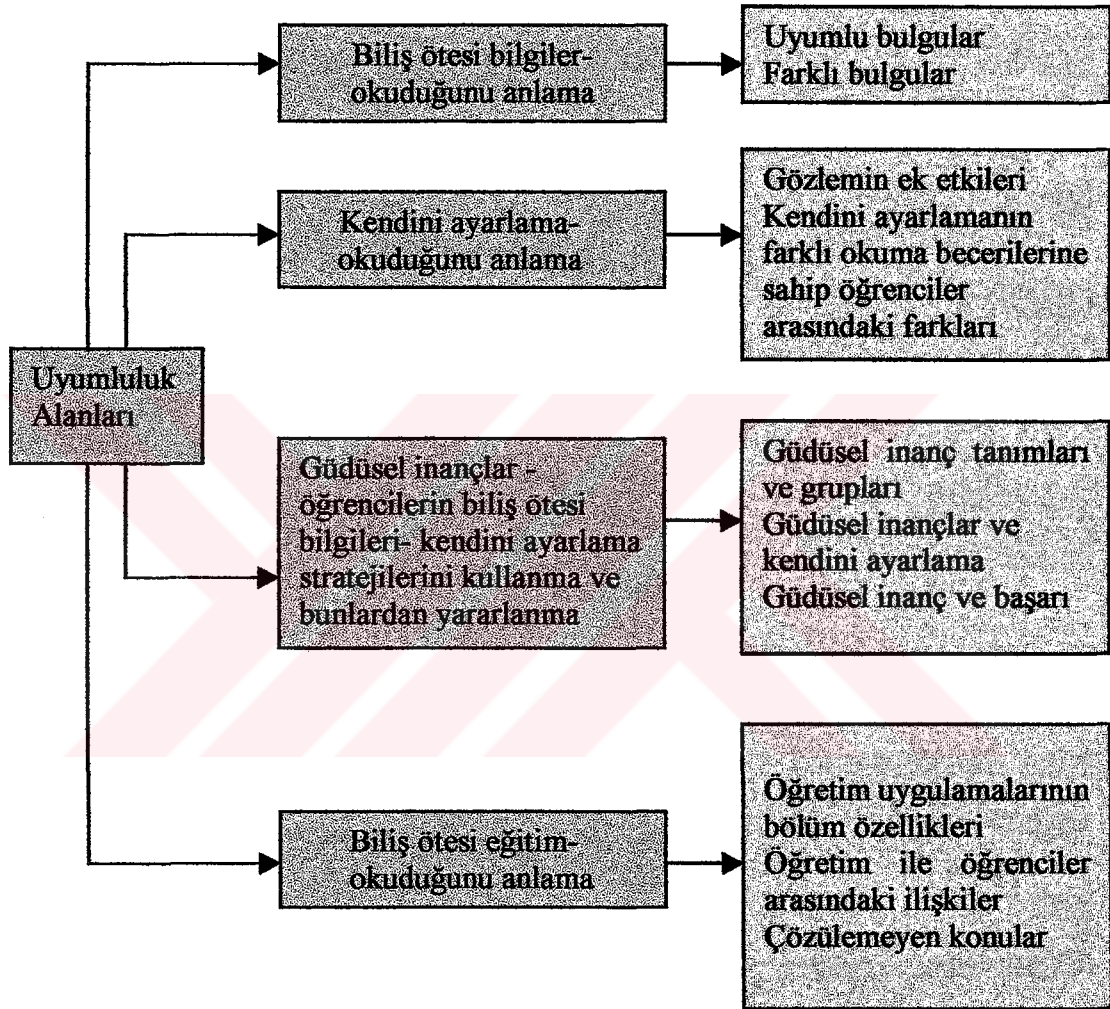 Biliş ötesi bilgiler-
okuduğunu anlama
Uyumlu bulgular
Farklı bulgular
Kendini ayarlama-
okuduğunu anlama
Gözlemin ek etkileri
Kendini ayarlamanın
farklı okuma becerilerine
sahip öğrenciler
arasındaki farkları
Uyumluluk
Alanları
Güdüsel inançlar -
öğrencilerin biliş ötesi
bilgileri- kendini ayarlama
stratejilerini kullanma ve
bunlardan yararlanma
Güdüsel inanç tanımları
ve grupları
Güdüsel inançlar ve
kendini ayarlama
Güdüsel inanç ve başarı
Biliş ötesi eğitim-
okuduğunu anlama
Öğretim uygulamalarının
bölüm özellikleri
Öğretim ile öğrenciler
arasındaki ilişkiler
Çözülemeyen konular